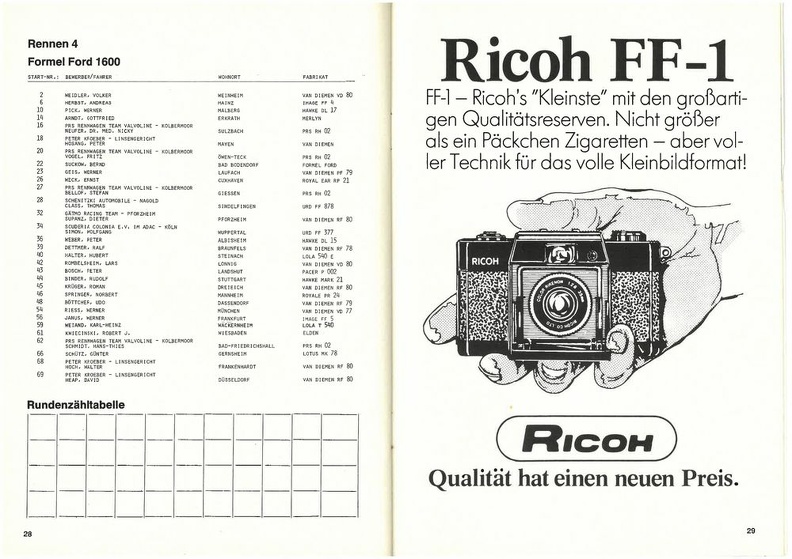 Rennen 4
Formel Ford 1600
START-NR.: BEWERBER/FAHRER WOHNORT FABRIKAT
2 WEIDLER, VOLKER WEINHEIM VAN DIEMEN VD 80
6 HERBST, ANDREAS MAINZ IMAGE FF 4
10 PICK, WERNER MALBERG HAWKE DL 17
14 ARNDT, GOTTFRIED ERKRATH MERLYN
16 PRS RENNWAGEN TEAM VALVOLINE - KOLBERMOOR
NEUFER, DR. MED. NICKY SULZBACH PRS RH 02
18 PETER KROEBER - LINSENGERICHT
HOGANG, PETER MAYEN VAN DIEMEN
20 PRS RENNWAGEN TEAM VALVOLINE - KOLBERMOOR
VOGEL, FRITZ ÖWEN-TECK PRS RH 02
22 SUCKOW, BERND BAD BODENDORF FORMEL FORD
23 GEIS, WERNER LAUFACH VAN DIEMEN FF 79
26 WECK, ERNST CUXHAVEN ROYAL EAR RP 21
27 PRS RENNWAGEN TEAM VALVOLINE - KOLBERMOOR
BELLOF, STEFAN GIESSEN PRS RH 02
28 SCHENITZKI AUTOMOBILE - NAGOLD
CLASS, THOMAS SINDELFINGEN URD FF 878
32 GÄTMO RACING TEAM - PFORZHEIM
DUPANZ, DIETER PFORZHEIM VAN DIEMEN RF 80
34 SCUDERIA COLONIA E.V. IM ADAC - KÖLN
SIMON, WOLFGANG WUPPERTAL URD FF 377
36 WEBER, PETER ALBISHEIM HAWKE DL 15
39 DETTMER, RALF BRAUNFELS VAN DIEMEN RF 78
40 HALTER, HUBERT STEINACH LOLA 540 E
42 ROMBELSHEIM, LARS LONNIG VAN DIEMEN VD 80
43 BOSCH, PETER LANDSHUT PACER P 002
44 BINDER, RUDOLF STUTTGART HAWKE MARK 21
45 KRÜGER, ROMAN DREIEICH VAN DIEMEN RF 80
46 SPRINGER, NORBERT MANNHEIM ROYALE PR 24
48 BÖTTCHER, UDO DASSENDORF VAN DIEMEN RF 79
54 RIESS, WERNER MÜNCHEN VAN DIEMEN VD 77
56 JANUS, WERNER FRANKFURT IMAGE FF 5
59 WEIAND, KARL-HEINZ WACKERNHEIM LOLA T 540
61 KWIECINSKI, ROBERT J. WIESBADEN ELDEN
62 PRS RENNWAGEN TEAM VALVOLINE - KOLBERMOOR
SCHMIDT, HANS-THIES BAD-FRIEDRICHSHALL PRS RH 02
66 SCHÜTZ, GÜNTER GERNSHEIM LOTUS MK 78
68 PETER KROEBER - LINSENGERICHT
HOCH, WALTER FRANKENHARDT VAN DIEMEN RF 80
69 PETER KROEBER - LINSENGERICHT
HEAP, DAVID DÜSSELDORF VAN DIEMEN RF 80
Rundenzähltabelle
28
Ricoh FF-1
FF-1 – Ricoh's "Kleinste" mit den großarti-
gen Qualitätsreserven. Nicht größer
als ein Päckchen Zigaretten – aber vol-
ler Technik für das volle Kleinbildformat!
RICOH
RICOH
Qualität hat einen neuen Preis.
29